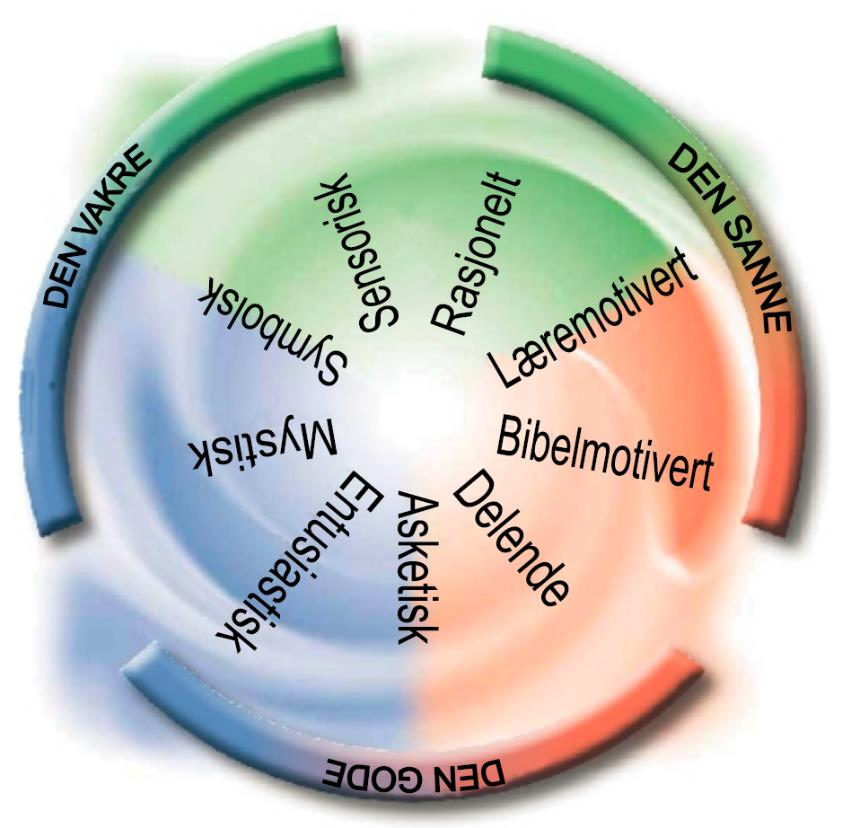 DEN VAKRE
DEN SANNE
DEN GODE
Sensorisk
Rasjonelt
Læremotivert
Bibelmotivert
Delende
Asketisk
Entusiastisk
Mystisk
Symbolsk